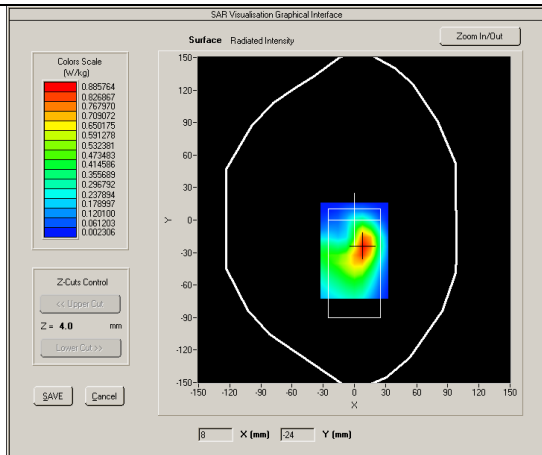 SAR Visualisation Graphical Interface
Surface Radiated Intensity
Zoom In/Out
Colors Scale
(W/kg)
0.885764
0.826867
0.767970
0.709072
0.650175
0.591278
0.532381
0.473483
0.414586
0.355689
0.296792
0.237894
0.178997
0.120100
0.061203
0.002306
Z-Cuts Control
<< Upper Cut
Z = 4.0 mm
Lower Cut >>
SAVE Cancel
150
120
90
60
30
0
-30
-60
-90
-120
-150
Y
-150 -120 -90 -60 -30 0 30 60 90 120 150
X
8 X (mm) -24 Y (mm)